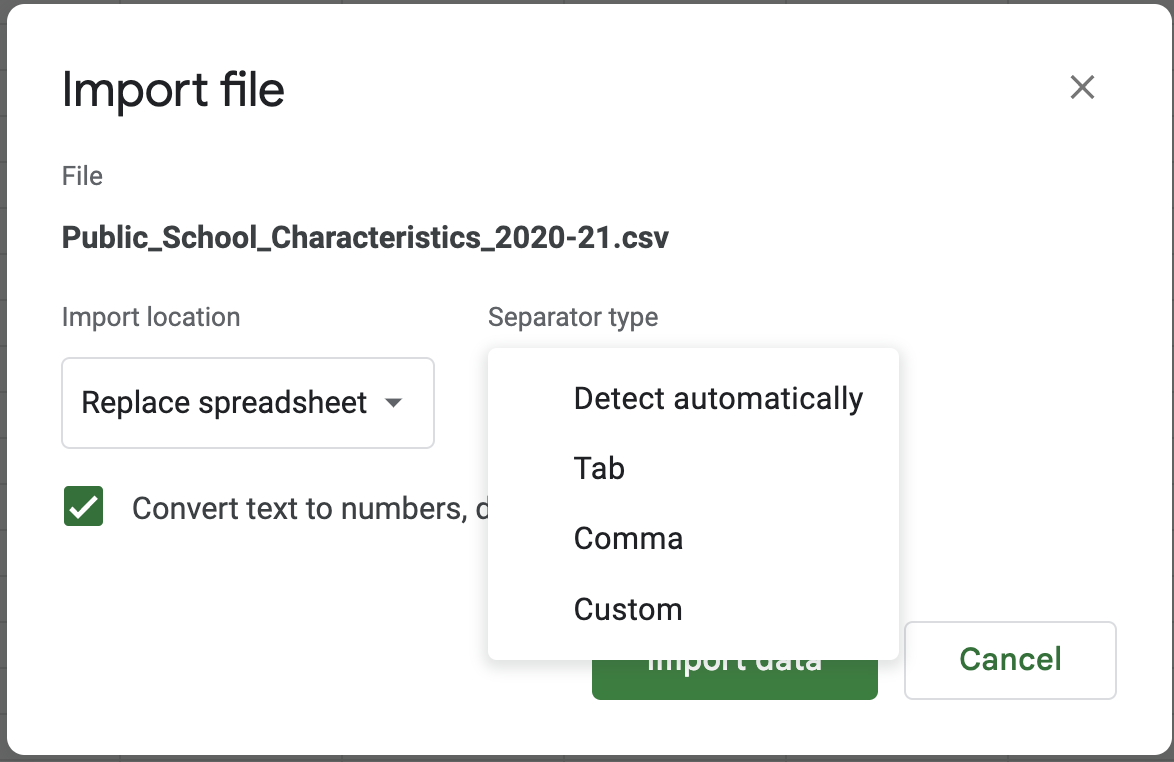 Import file
File
Public_School_Characteristics_2020-21.csv
Import location
Separator type
Replace spreadsheet
Detect automatically
Tab
Convert text to numbers, d
Comma
Custom
Import data
Cancel